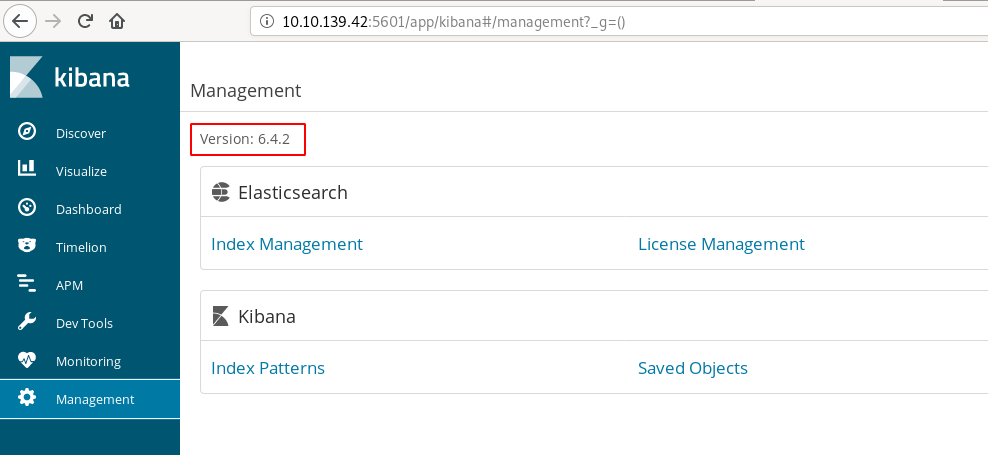 10.10.139.42:5601/app/kibana#/management?_g=()
kibana
Discover
Visualize
Dashboard
Timelion
APM
Dev Tools
Monitoring
Management
Management
Version: 6.4.2
Elasticsearch
Index Management License Management
Kibana
Index Patterns Saved Objects